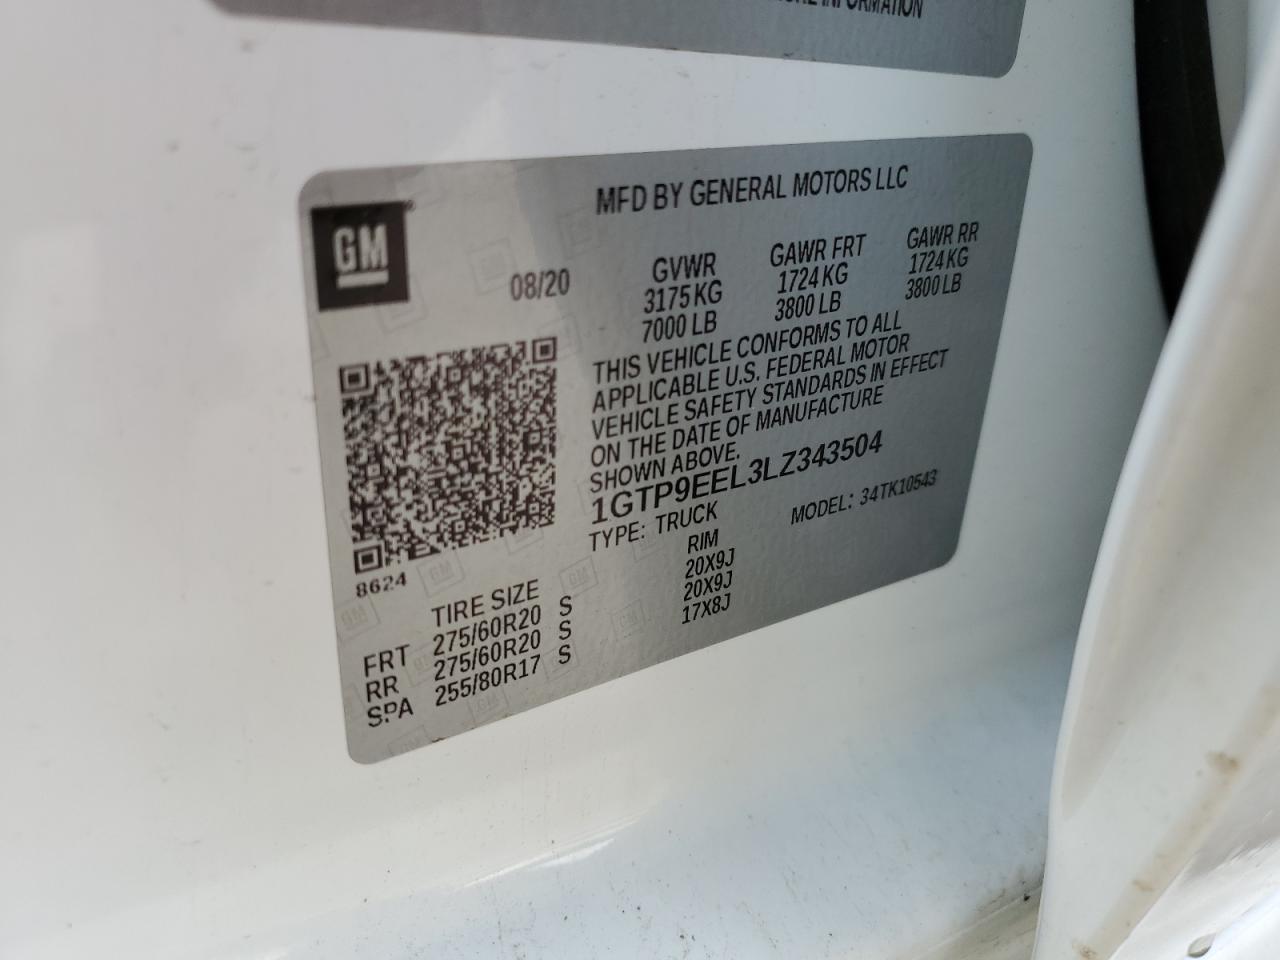 INFORMATION
MFD BY GENERAL MOTORS LLC
GM
08/20
GVWR GAWR FRT GAWR RR
3175 KG 1724 KG 1724 KG
7000 LB 3800 LB 3800 LB
THIS VEHICLE CONFORMS TO ALL
APPLICABLE U.S. FEDERAL MOTOR
VEHICLE SAFETY STANDARDS IN EFFECT
ON THE DATE OF MANUFACTURE
SHOWN ABOVE.
1GTP9EEL3LZ343504
TYPE: TRUCK MODEL: 34TK10543
8624
TIRE SIZE RIM
FRT 275/60R20 S 20X9J
RR 275/60R20 S 20X9J
SPA 255/80R17 S 17X8J